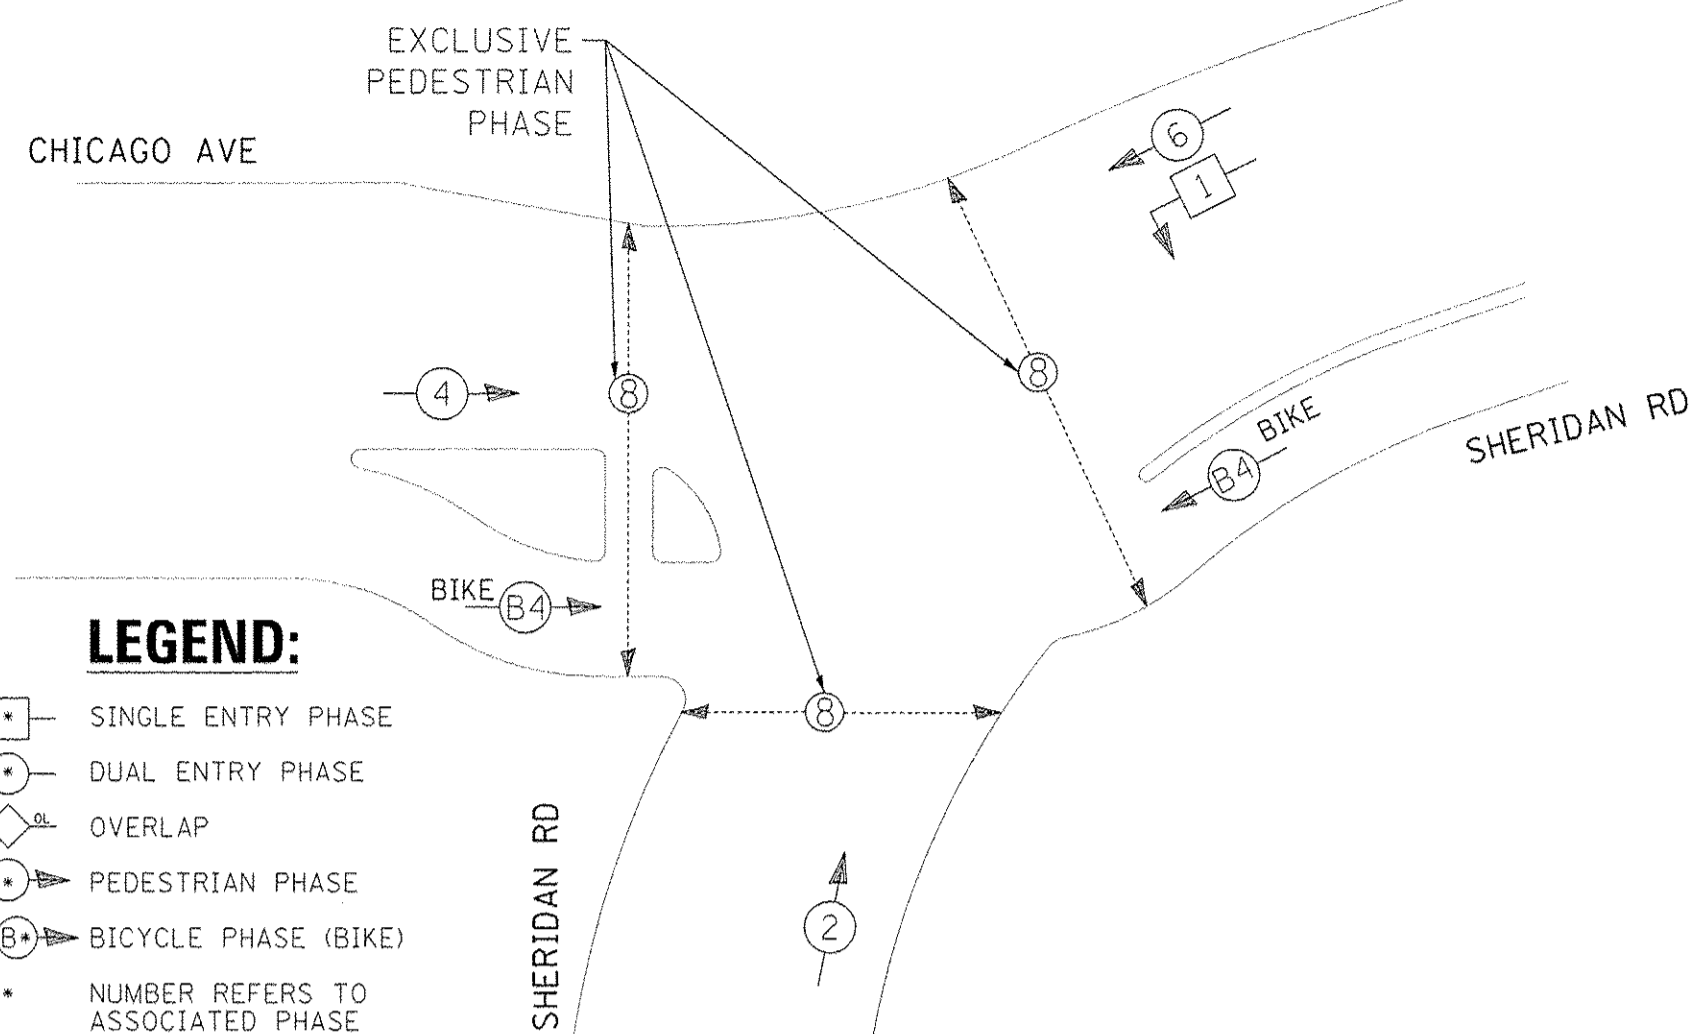 EXCLUSIVE
PEDESTRIAN
PHASE
CHICAGO AVE
6
1
8
4
8
BIKE
B4
SHERIDAN RD
BIKE
B4
8
2
SHERIDAN RD
LEGEND:
* SINGLE ENTRY PHASE
* DUAL ENTRY PHASE
OL OVERLAP
* PEDESTRIAN PHASE
B* BICYCLE PHASE (BIKE)
* NUMBER REFERS TO
ASSOCIATED PHASE